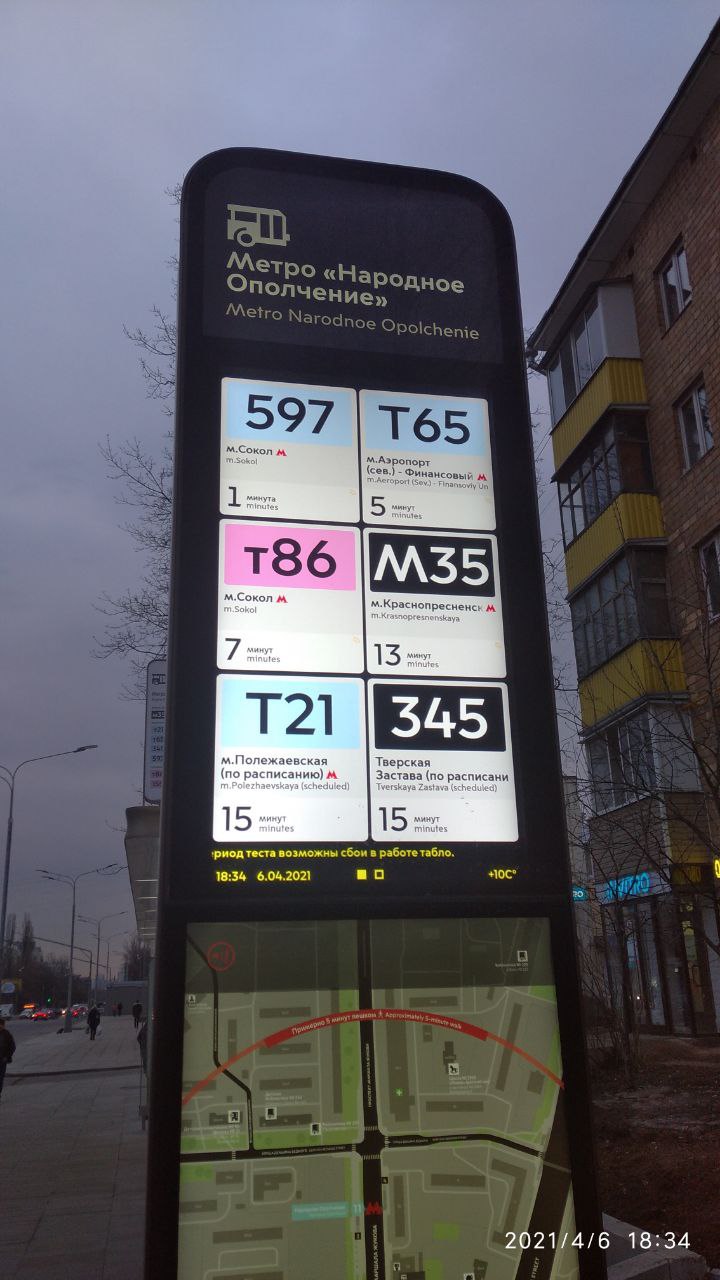 Метро «Народное
Ополчение»
Metro Narodnoe Opolchenie
597
м.Сокол
m.Sokol
1 минута
minutes
Т65
м.Аэропорт
(сев.) - Финансовый
m.Aeroport (Sev.) - Finansoviy Un
5 минут
minutes
т86
м.Сокол
m.Sokol
7 минут
minutes
М35
м.Краснопресненск
m.Krasnopresnenskaya
13 минут
minutes
Т21
м.Полежаевская
(по расписанию)
m.Polezhaevskaya (scheduled)
15 минут
minutes
345
Тверская
Застава (по расписани
Tverskaya Zastava (scheduled)
15 минут
minutes
риод теста возможны сбои в работе табло.
18:34 6.04.2021 +10C°
Примерно 5 минут пешком Approximately 5-minute walk
11
INVITRO
2021/4/6 18:34